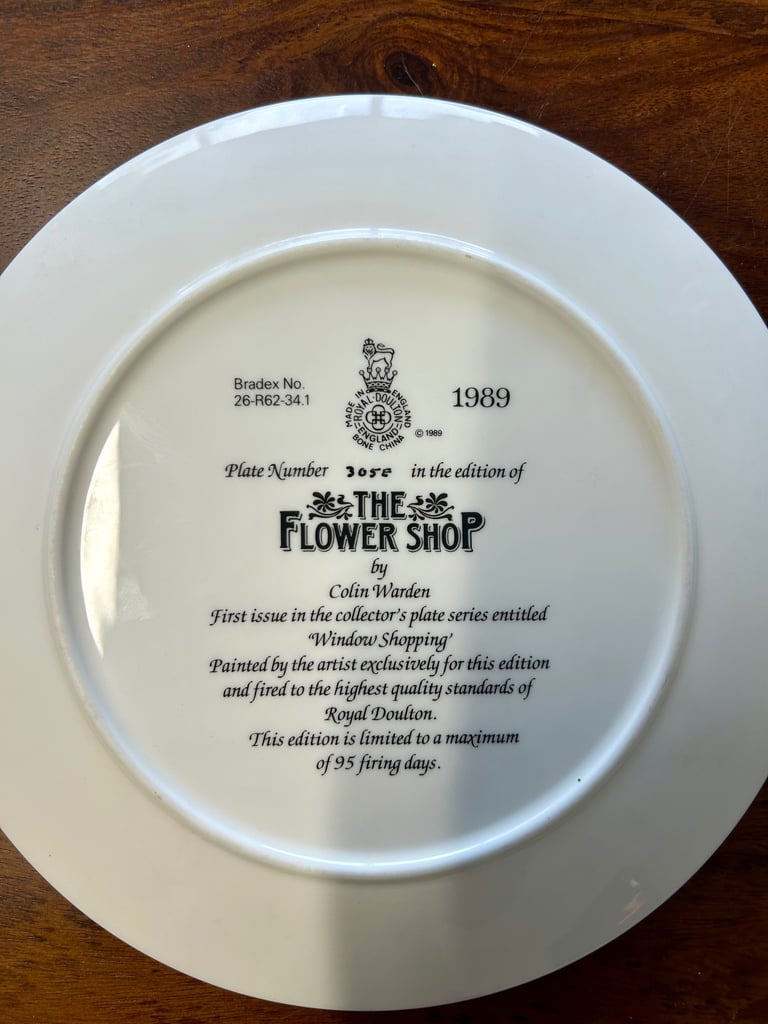 Bradex No.
26-R62-34.1
MADE IN ENGLAND
ROYAL·DOULTON
ENGLAND
BONE CHINA
© 1989
1989
Plate Number in the edition of
THE
FLOWER SHOP
by
Colin Warden
First issue in the collector's plate series entitled
'Window Shopping'
Painted by the artist exclusively for this edition
and fired to the highest quality standards of
Royal Doulton.
This edition is limited to a maximum
of 95 firing days.